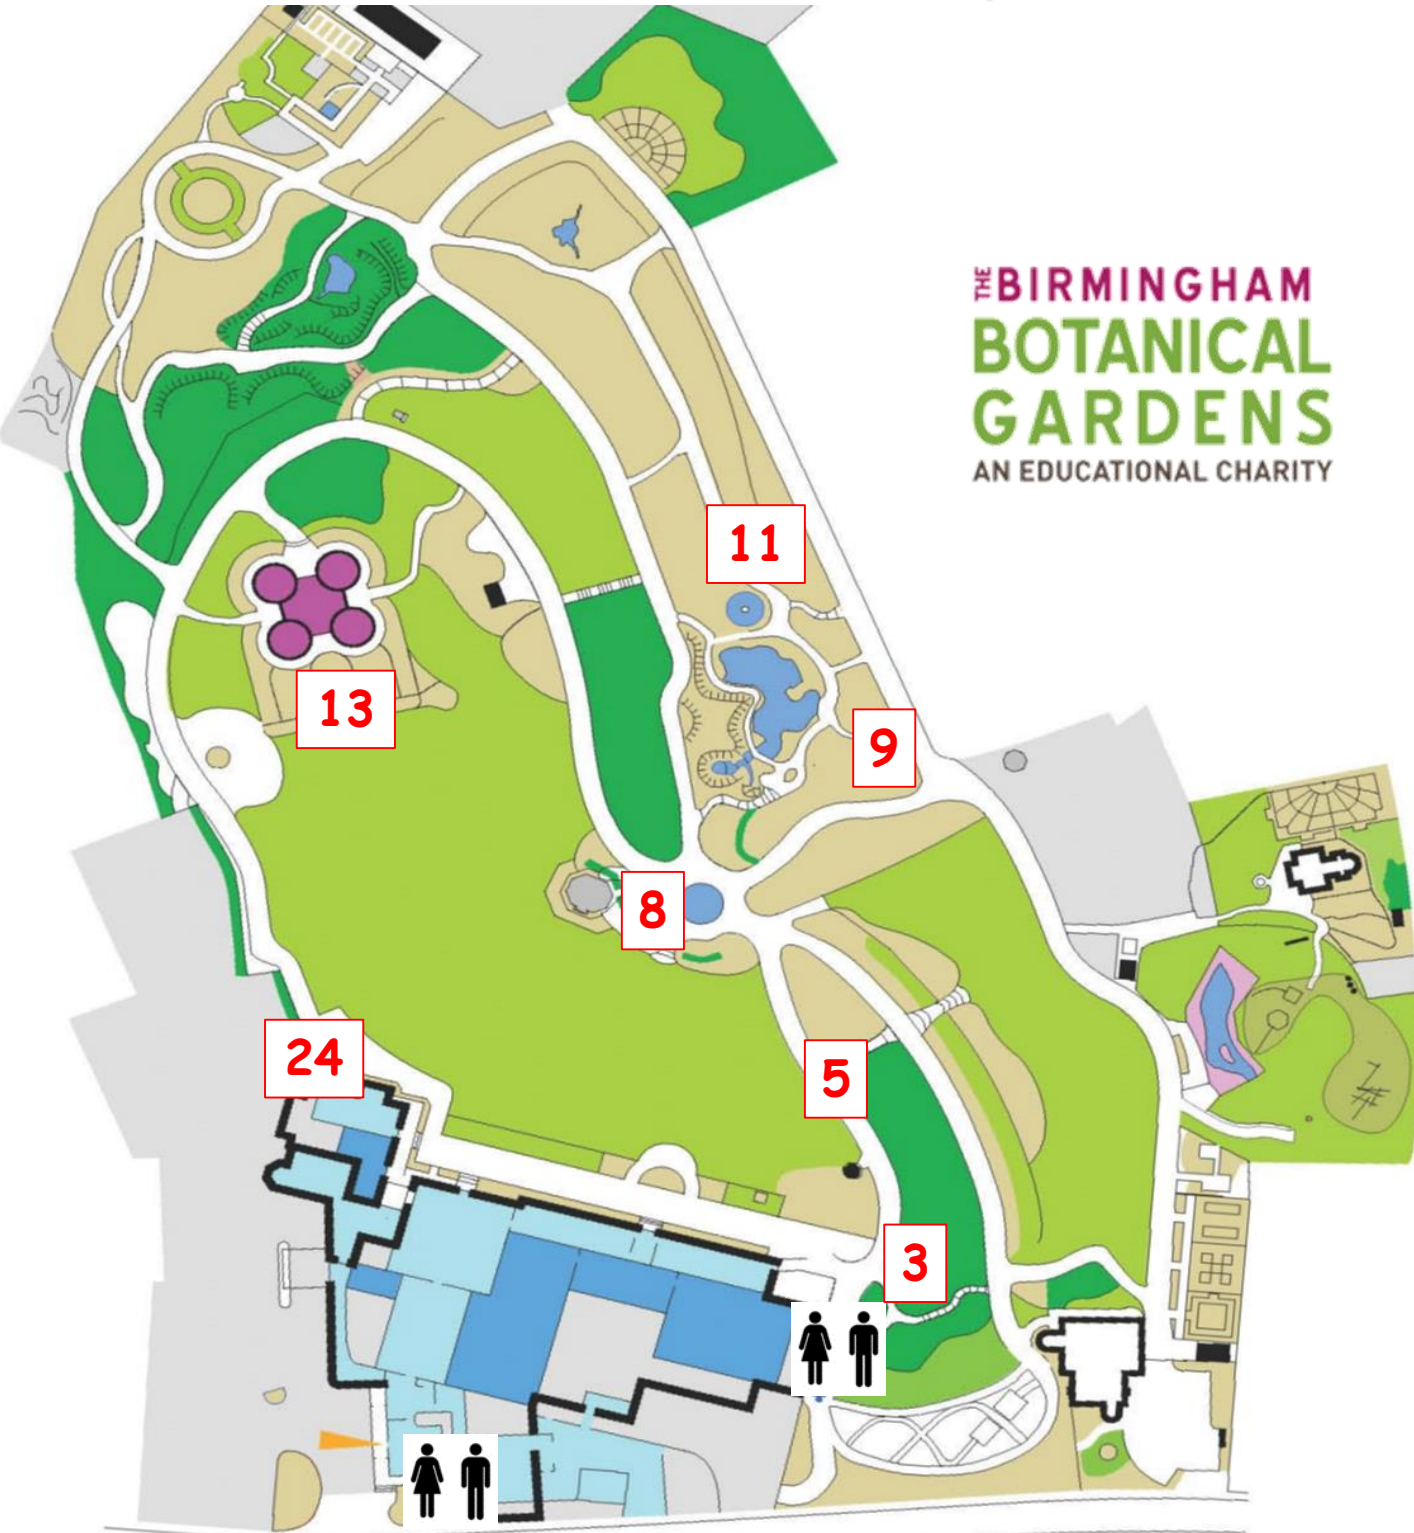 THE BIRMINGHAM
BOTANICAL
GARDENS
AN EDUCATIONAL CHARITY
11
13
9
8
24
5
3